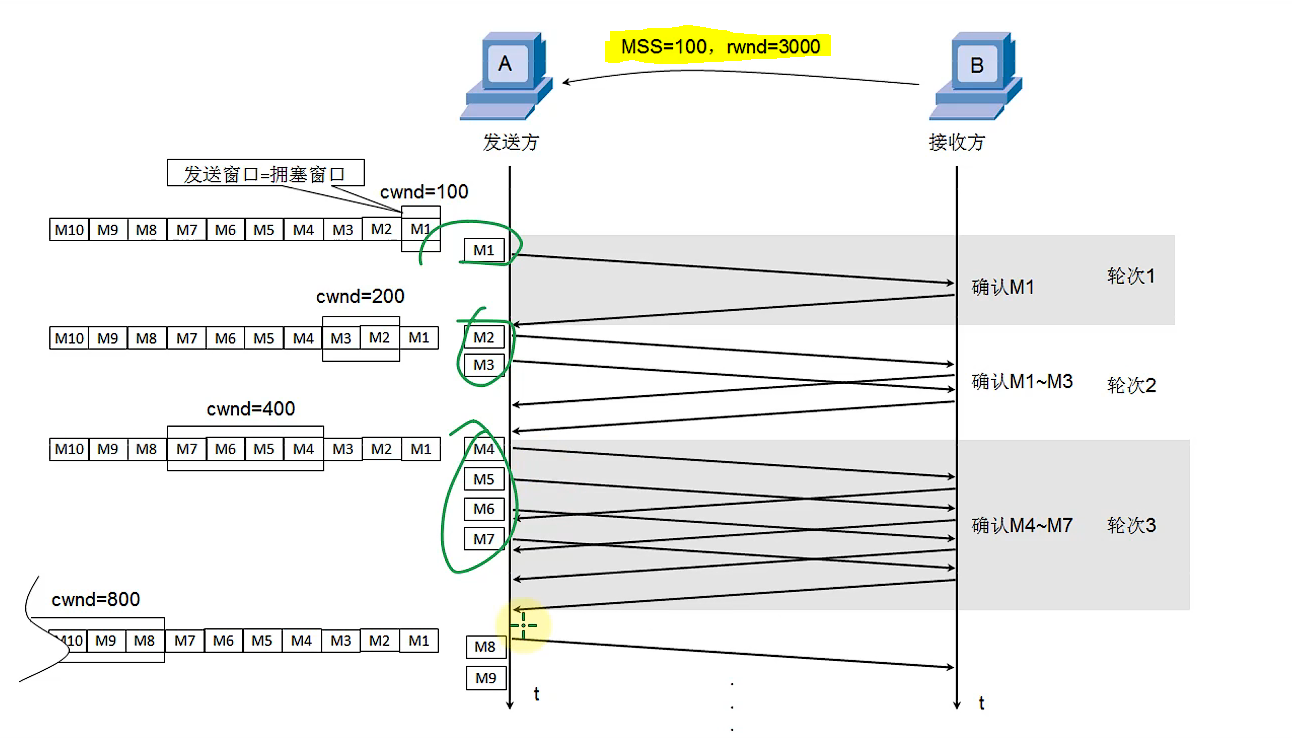 MSS=100，rwnd=3000
A
B
发送方
接收方
发送窗口=拥塞窗口
cwnd=100
M10 M9 M8 M7 M6 M5 M4 M3 M2 M1
M1
确认M1
轮次1
cwnd=200
M10 M9 M8 M7 M6 M5 M4 M3 M2 M1
M2
M3
确认M1~M3
轮次2
cwnd=400
M10 M9 M8 M7 M6 M5 M4 M3 M2 M1
M4
M5
M6
M7
确认M4~M7
轮次3
cwnd=800
M10 M9 M8 M7 M6 M5 M4 M3 M2 M1
M8
M9
t
t